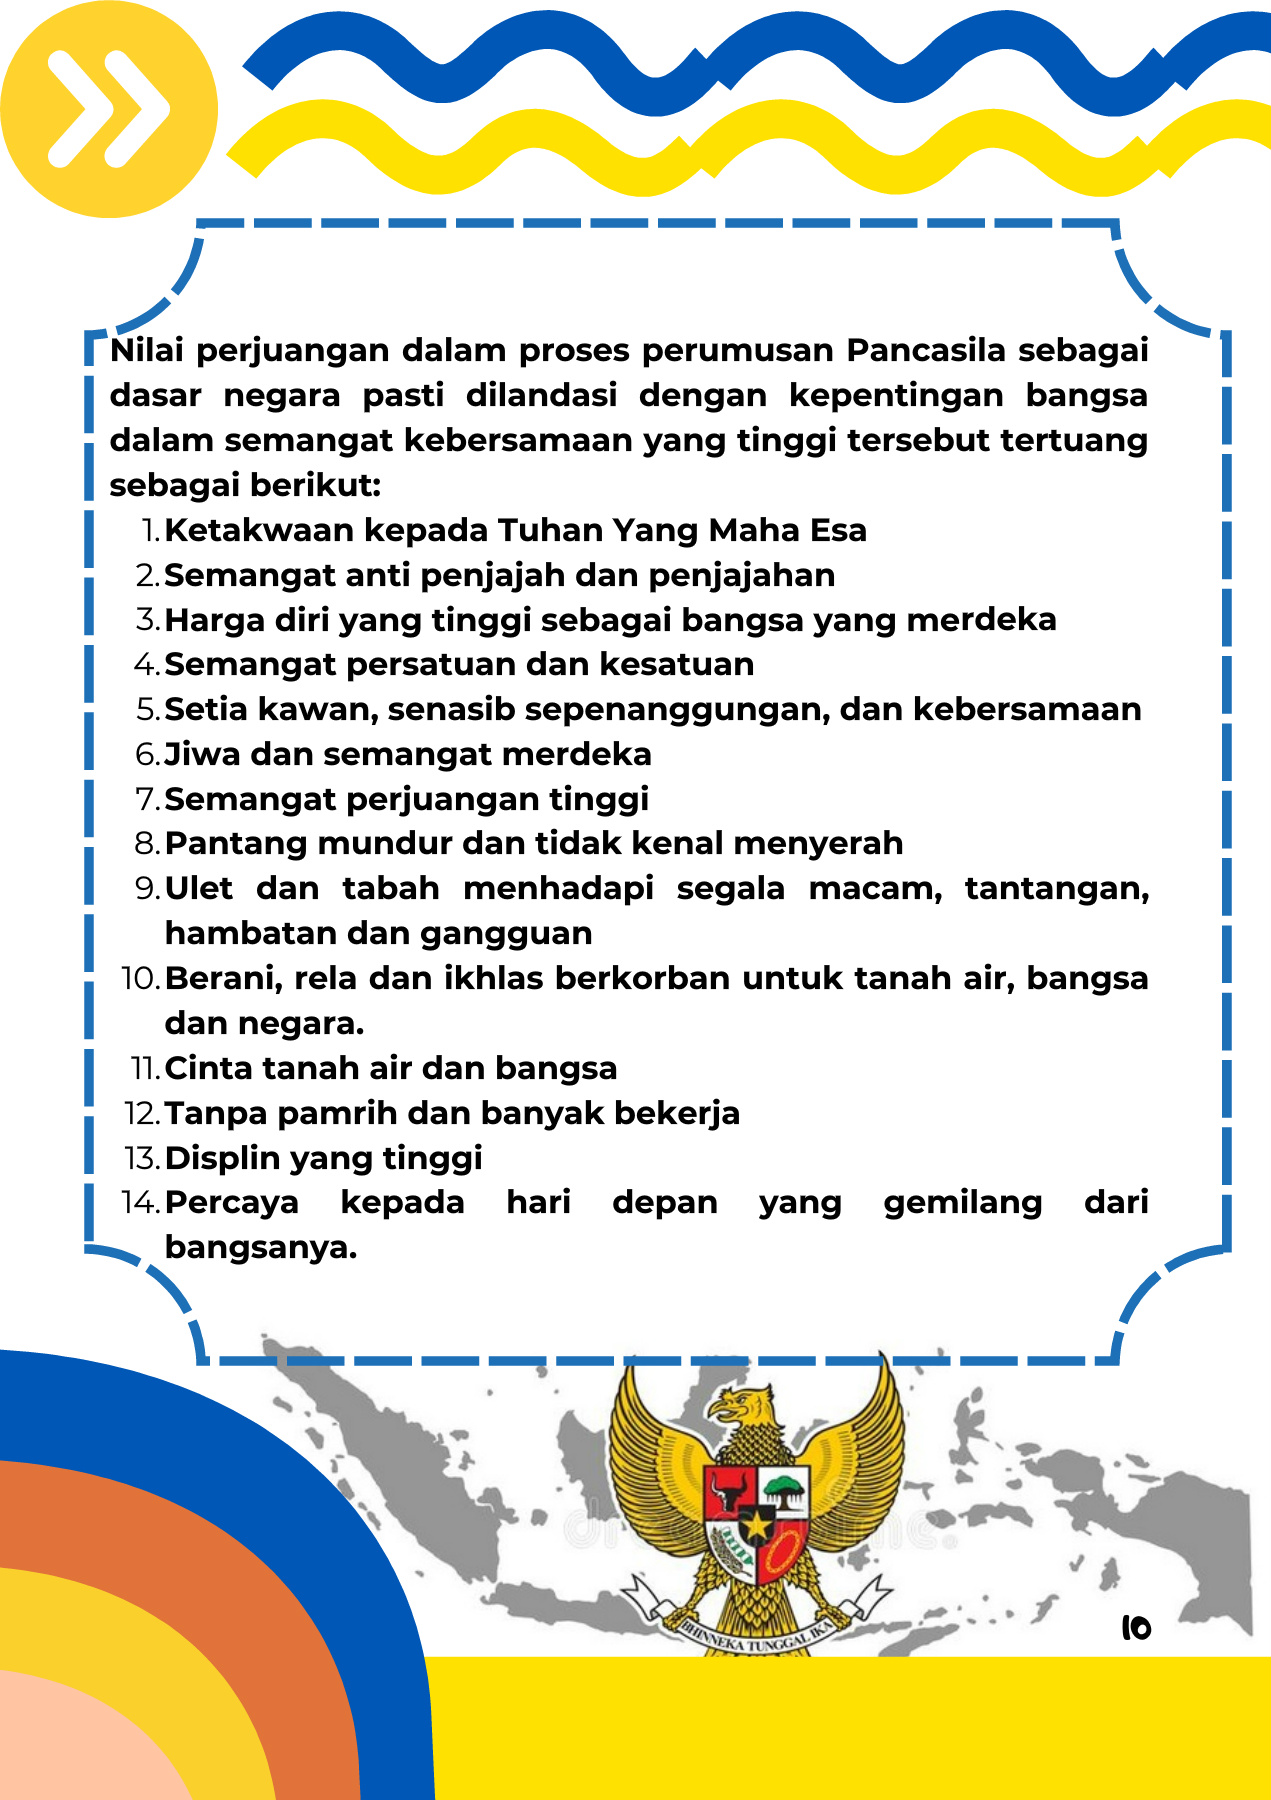 Nilai perjuangan dalam proses perumusan Pancasila sebagai
dasar negara pasti dilandasi dengan kepentingan bangsa
dalam semangat kebersamaan yang tinggi tersebut tertuang
sebagai berikut:
1. Ketakwaan kepada Tuhan Yang Maha Esa
2. Semangat anti penjajah dan penjajahan
3. Harga diri yang tinggi sebagai bangsa yang merdeka
4. Semangat persatuan dan kesatuan
5. Setia kawan, senasib sepenanggungan, dan kebersamaan
6. Jiwa dan semangat merdeka
7. Semangat perjuangan tinggi
8. Pantang mundur dan tidak kenal menyerah
9. Ulet dan tabah menhadapi segala macam, tantangan,
hambatan dan gangguan
10. Berani, rela dan ikhlas berkorban untuk tanah air, bangsa
dan negara.
11. Cinta tanah air dan bangsa
12. Tanpa pamrih dan banyak bekerja
13. Displin yang tinggi
14. Percaya kepada hari depan yang gemilang dari
bangsanya.
BHINNEKA TUNGGAL IKA
10